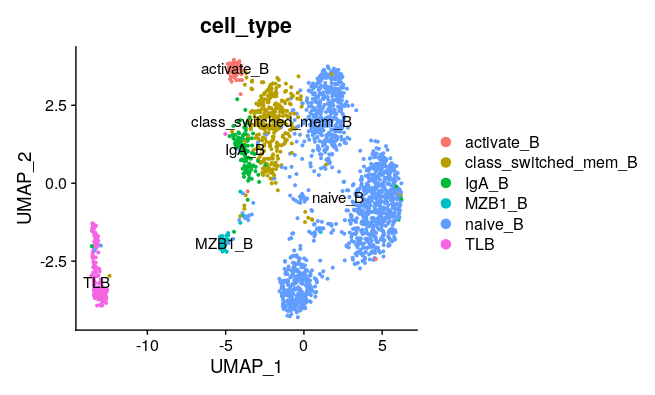 cell_type
activate_B
class_switched_mem_B
IgA_B
naive_B
MZB1_B
TLB
UMAP_2
2.5
0.0
-2.5
-10
-5
0
5
UMAP_1
activate_B
class_switched_mem_B
IgA_B
MZB1_B
naive_B
TLB